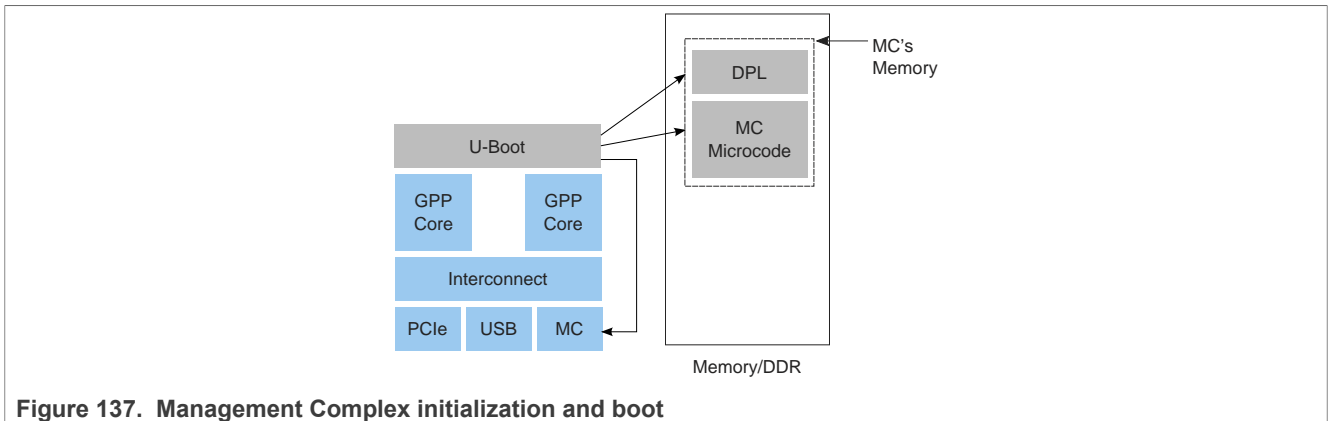 MC's
Memory
DPL
MC
Microcode
U-Boot
GPP
Core
GPP
Core
Interconnect
PCIe
USB
MC
Memory/DDR
Figure 137. Management Complex initialization and boot